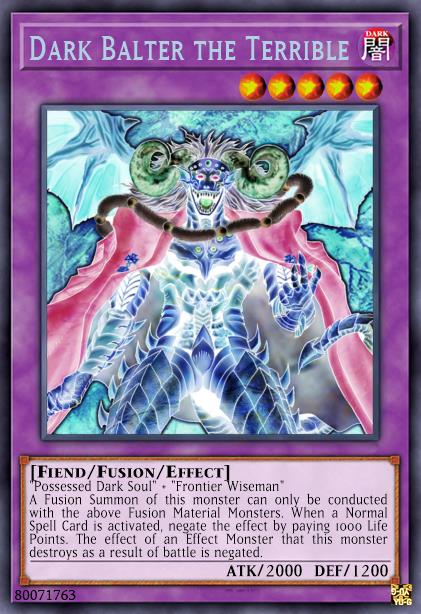 DARK BALTER THE TERRIBLE
DARK
闇
[FIEND/FUSION/EFFECT]
"Possessed Dark Soul" + "Frontier Wiseman"
A Fusion Summon of this monster can only be conducted
with the above Fusion Material Monsters. When a Normal
Spell Card is activated, negate the effect by paying 1000 Life
Points. The effect of an Effect Monster that this monster
destroys as a result of battle is negated.
ATK/2000 DEF/1200
80071763